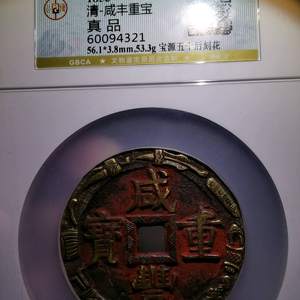 清-咸丰重宝
真品
60094321
56.1*3.8mm,53.3g 宝源五十后刻花
GBCA
咸
寶 重
豐